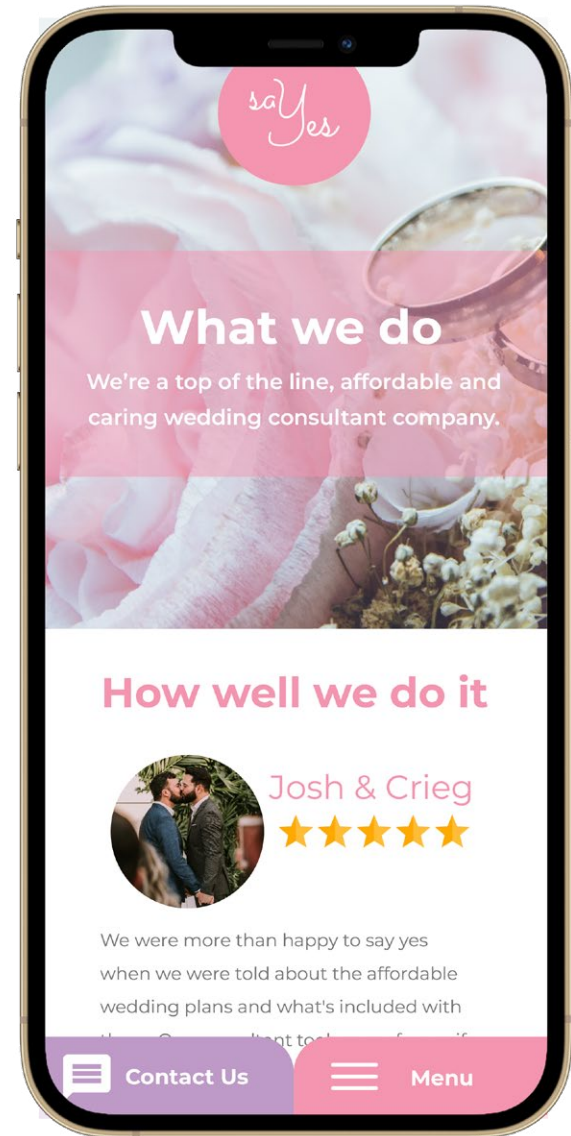 saYes
What we do
We're a top of the line, affordable and
caring wedding consultant company.
How well we do it
Josh & Crieg
We were more than happy to say yes
when we were told about the affordable
wedding plans and what's included with
Contact Us
Menu